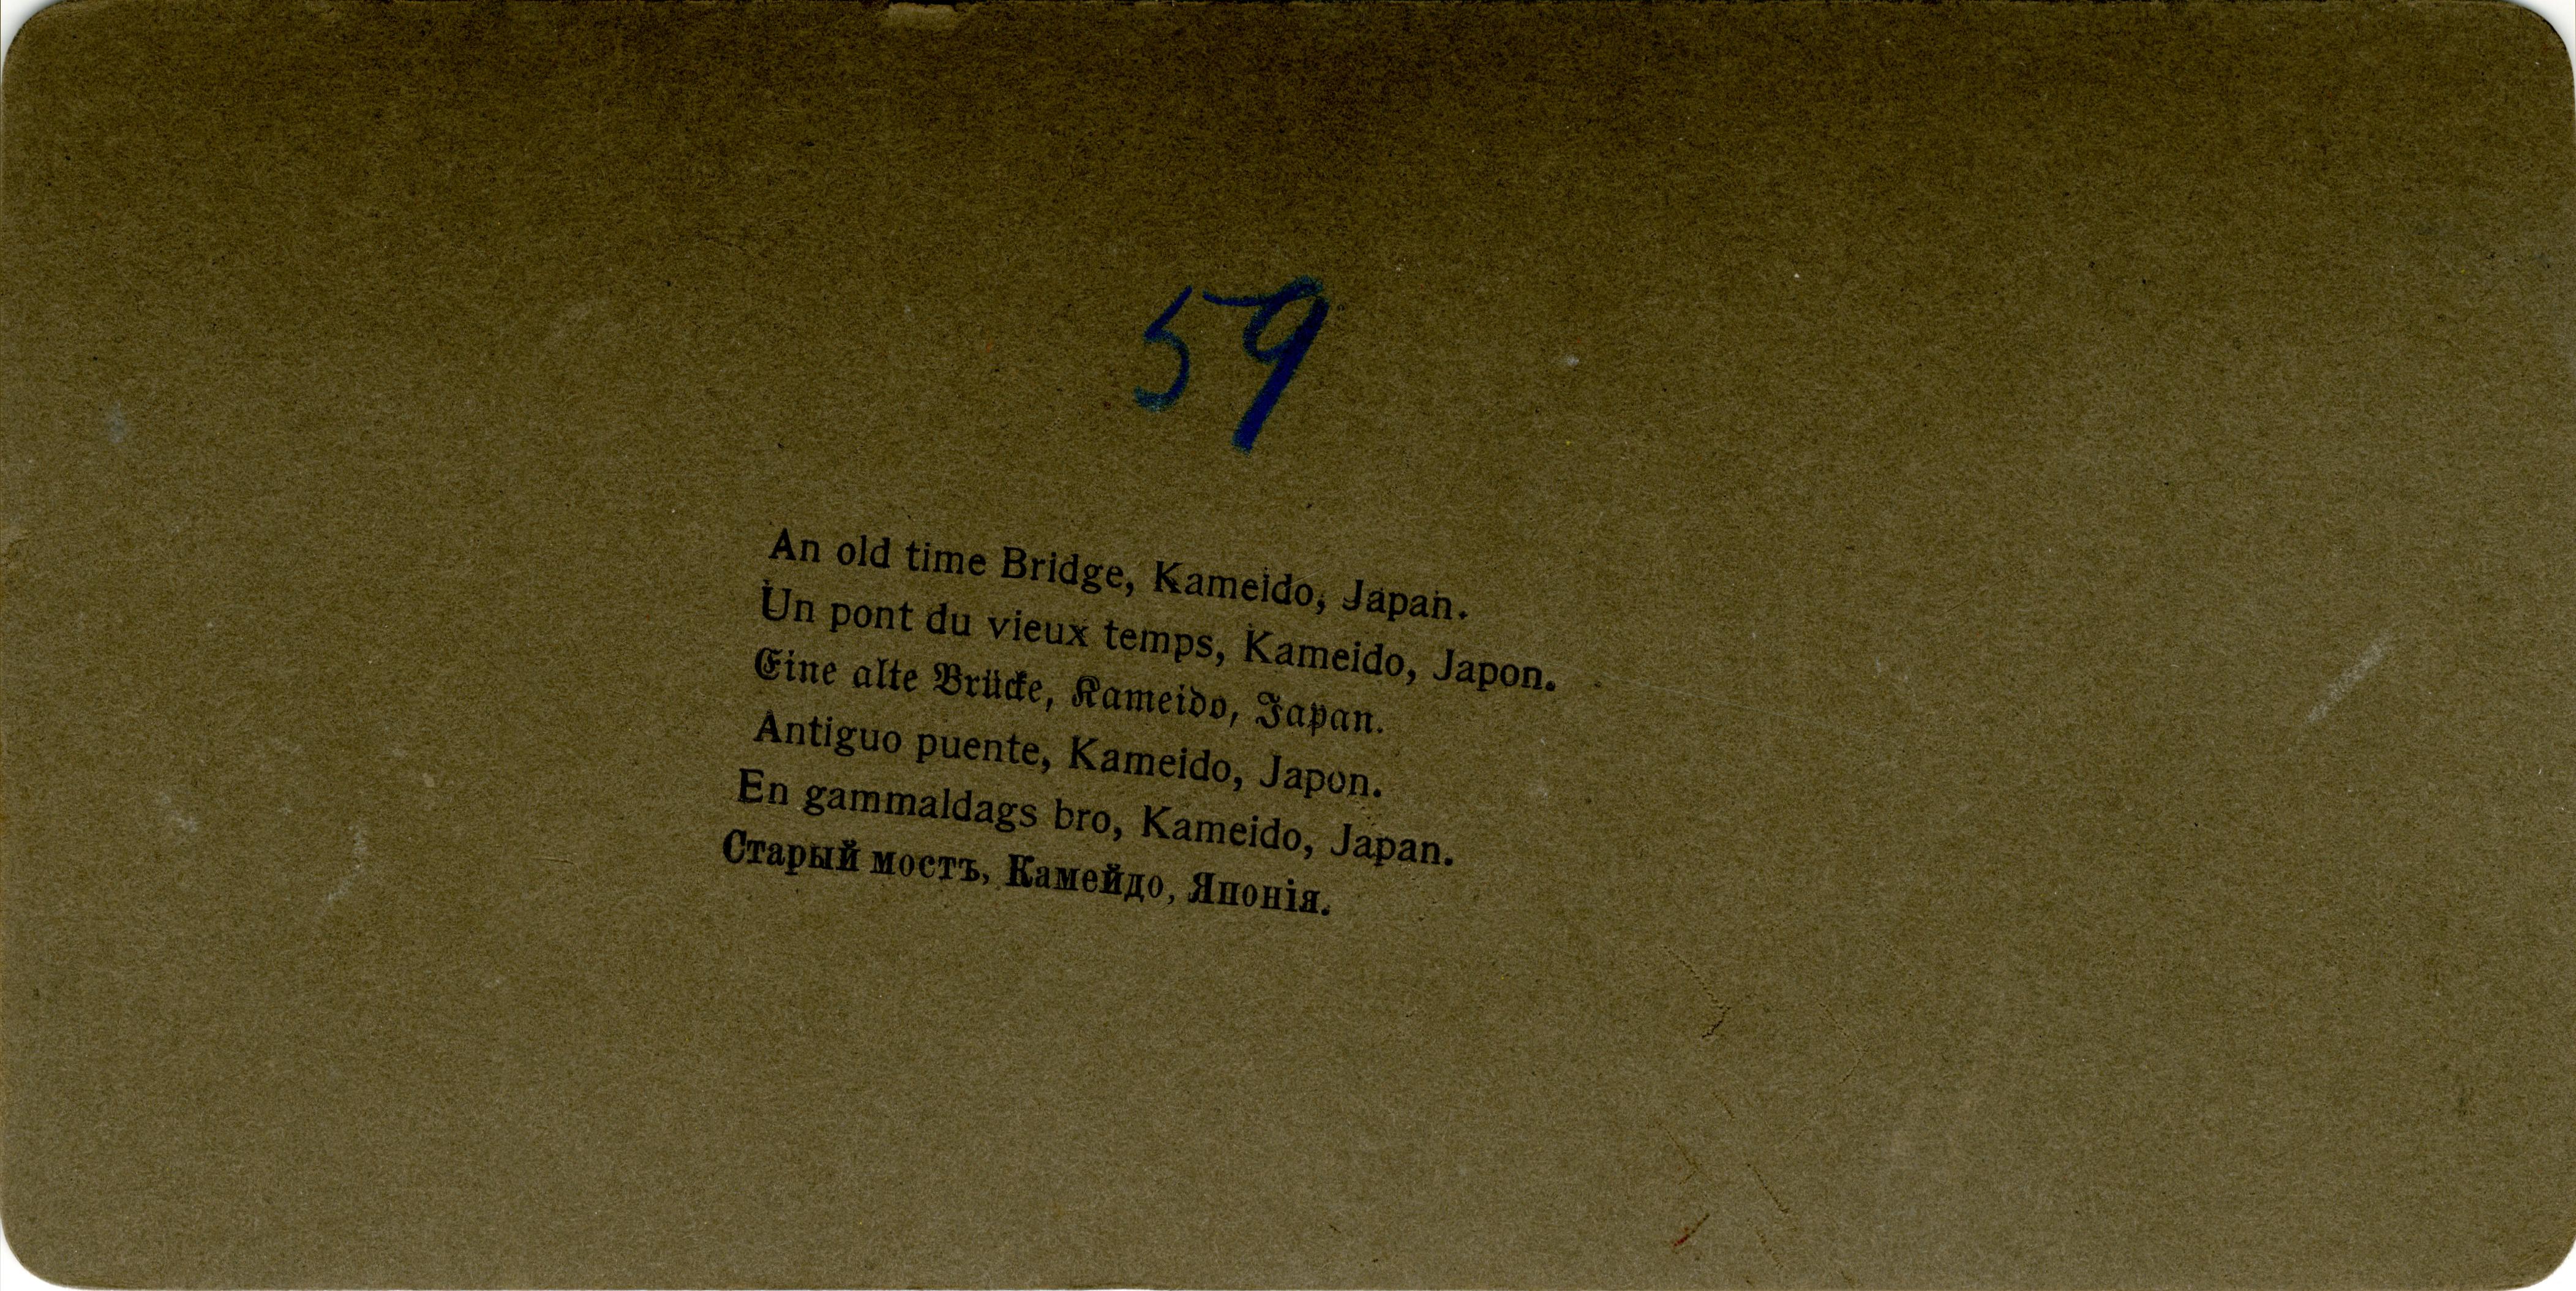 59
An old time Bridge, Kameido, Japan.
Un pont du vieux temps, Kameido, Japon.
Eine alte Brücke, Kameido, Japan.
Antiguo puente, Kameido, Japon.
En gammaldags bro, Kameido, Japan.
Старый мостъ, Камейдо, Японія.